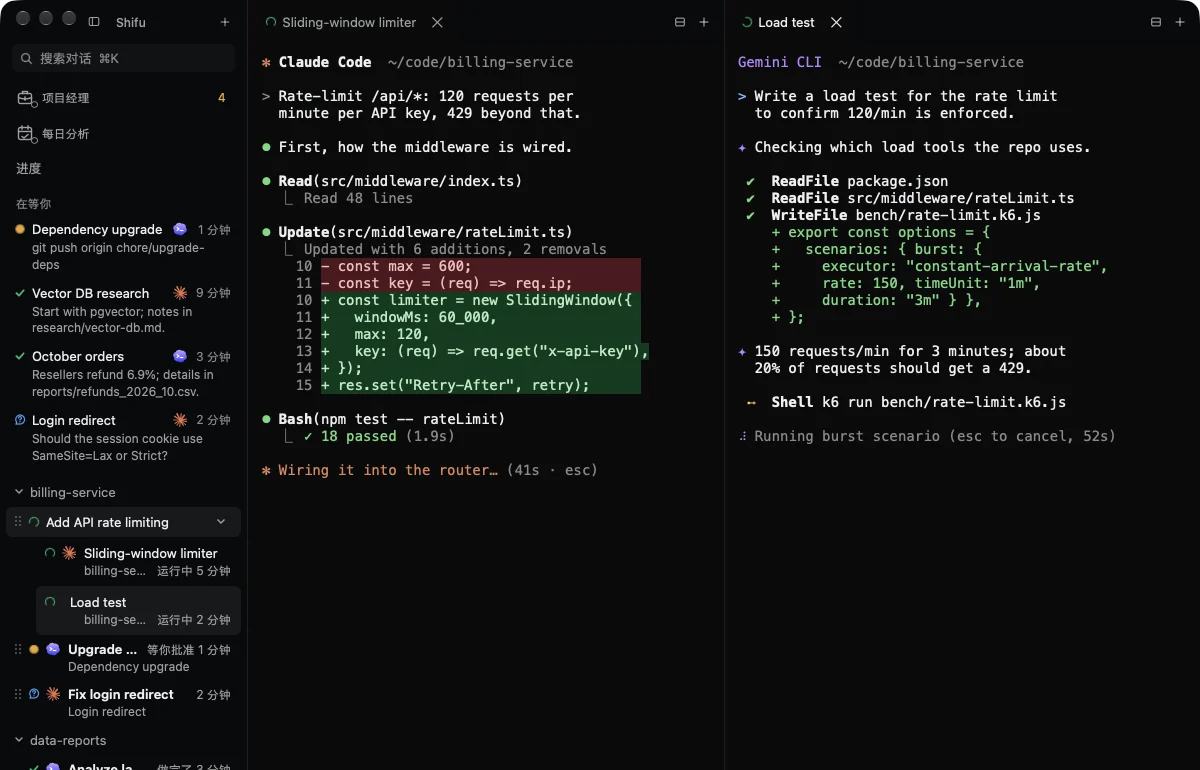 Shifu
搜索对话 ⌘K
项目经理 4
每日分析
进度
在等你
Dependency upgrade 1 分钟
git push origin chore/upgrade-
deps
Vector DB research 9 分钟
Start with pgvector; notes in
research/vector-db.md.
October orders 3 分钟
Resellers refund 6.9%; details in
reports/refunds_2026_10.csv.
Login redirect 2 分钟
Should the session cookie use
SameSite=Lax or Strict?
billing-service
Add API rate limiting
Sliding-window limiter
billing-se... 运行中 5 分钟
Load test
billing-se... 运行中 2 分钟
Upgrade ... 等你批准 1 分钟
Dependency upgrade
Fix login redirect 2 分钟
Login redirect
data-reports
Sliding-window limiter
Claude Code ~/code/billing-service
> Rate-limit /api/*: 120 requests per
minute per API key, 429 beyond that.
● First, how the middleware is wired.
● Read(src/middleware/index.ts)
Read 48 lines
● Update(src/middleware/rateLimit.ts)
Updated with 6 additions, 2 removals
10 - const max = 600;
11 - const key = (req) => req.ip;
10 + const limiter = new SlidingWindow({
11 + windowMs: 60_000,
12 + max: 120,
13 + key: (req) => req.get("x-api-key"),
14 + });
15 + res.set("Retry-After", retry);
● Bash(npm test -- rateLimit)
✓ 18 passed (1.9s)
✻ Wiring it into the router… (41s · esc)
Load test
Gemini CLI ~/code/billing-service
> Write a load test for the rate limit
to confirm 120/min is enforced.
✦ Checking which load tools the repo uses.
✔ ReadFile package.json
✔ ReadFile src/middleware/rateLimit.ts
✔ WriteFile bench/rate-limit.k6.js
+ export const options = {
+ scenarios: { burst: {
+ executor: "constant-arrival-rate",
+ rate: 150, timeUnit: "1m",
+ duration: "3m" } },
+ };
✦ 150 requests/min for 3 minutes; about
20% of requests should get a 429.
Shell k6 run bench/rate-limit.k6.js
Running burst scenario (esc to cancel, 52s)